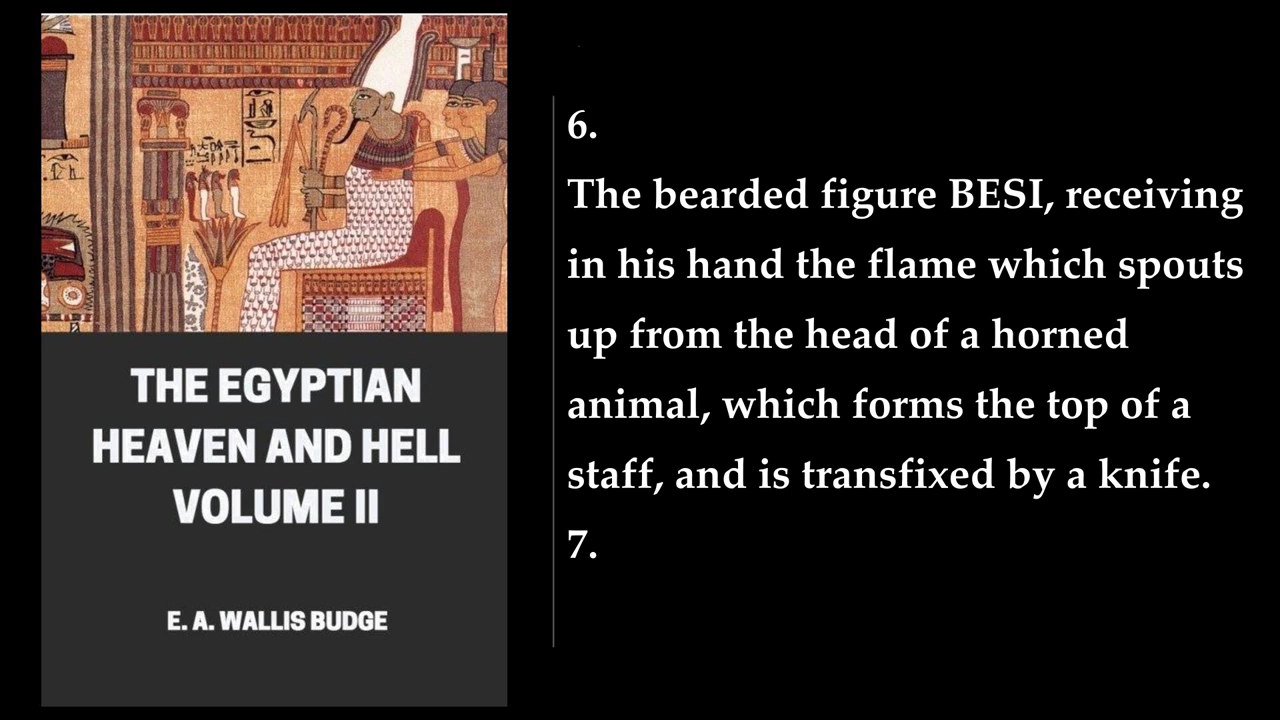 THE EGYPTIAN
HEAVEN AND HELL
VOLUME II
E. A. WALLIS BUDGE
6.
The bearded figure BESI, receiving
in his hand the flame which spouts
up from the head of a horned
animal, which forms the top of a
staff, and is transfixed by a knife.
7.